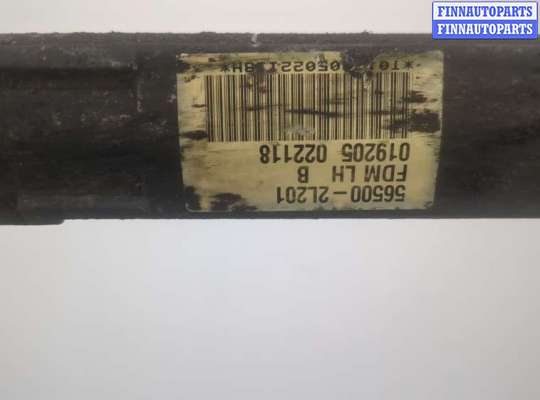 FINNAUTOPARTS
FINNAUTOPARTS
56500-2L201
FDM LH B
019205 022118